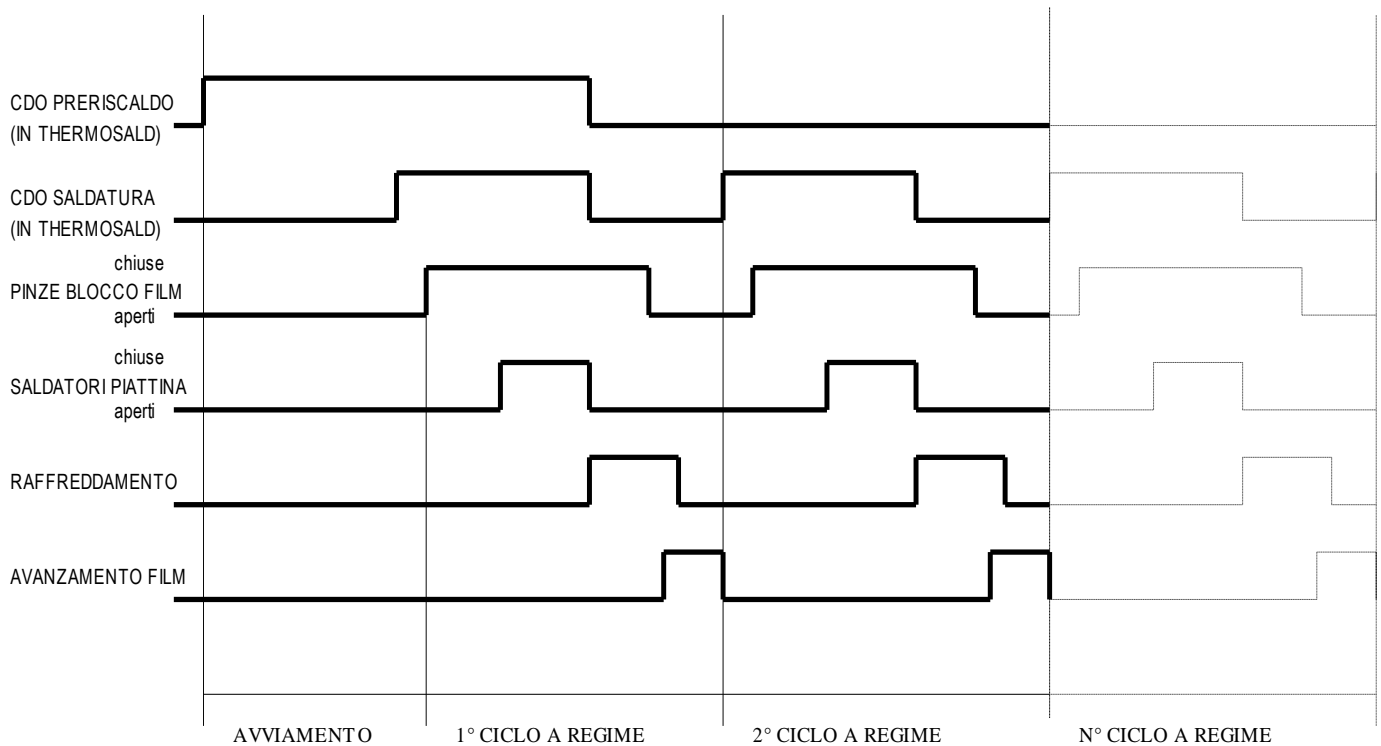 CDO PRERISCALDO
(IN THERMOSALD)
CDO SALDATURA
(IN THERMOSALD)
chiuse
PINZE BLOCCO FILM
aperti
chiuse
SALDATORI PIATTINA
aperti
RAFFREDDAMENTO
AVANZAMENTO FILM
AVVIAMENTO 1° CICLO A REGIME 2° CICLO A REGIME N° CICLO A REGIME